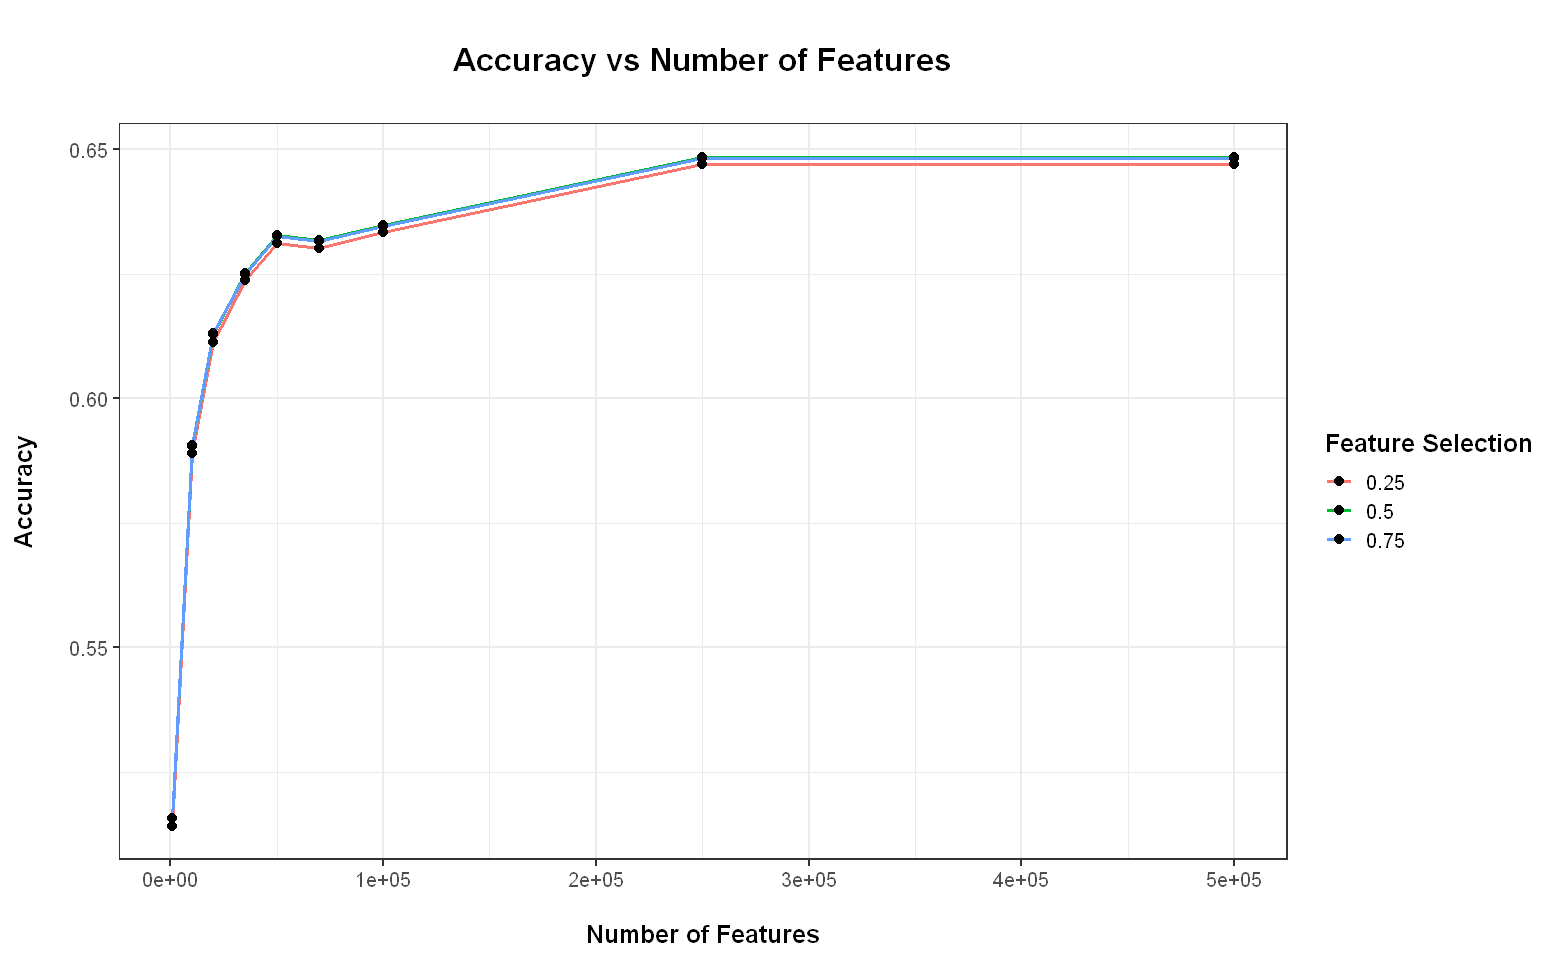 Accuracy vs Number of Features
0.65
0.60
0.55
Accuracy
0e+00
1e+05
2e+05
3e+05
4e+05
5e+05
Number of Features
Feature Selection
0.25
0.5
0.75